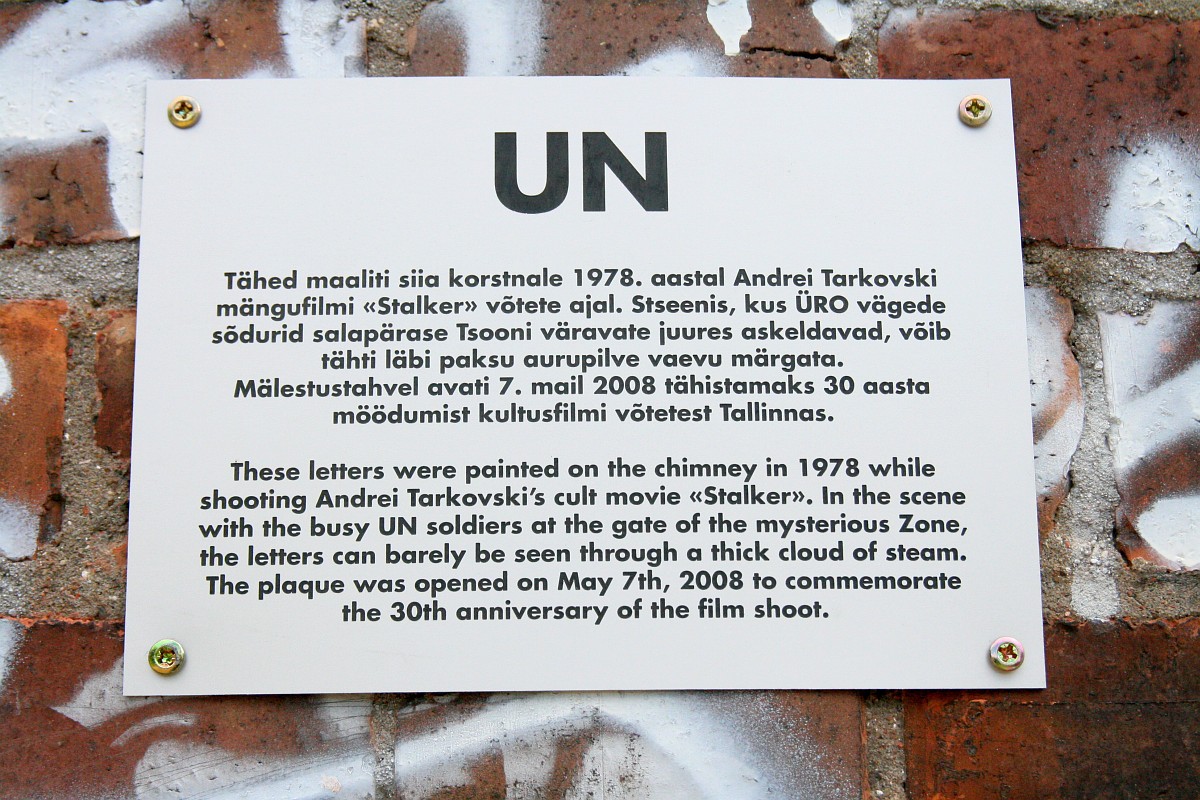 UN
Tähed maaliti siia korstnale 1978. aastal Andrei Tarkovski
mängufilmi «Stalker» võtete ajal. Stseenis, kus ÜRO vägede
sõdurid salapärase Tsooni väravate juures askeldavad, võib
tähti läbi paksu aurupilve vaevu märgata.
Mälestustahvel avati 7. mail 2008 tähistamaks 30 aasta
möödumist kultusfilmi võtetest Tallinnas.
These letters were painted on the chimney in 1978 while
shooting Andrei Tarkovski's cult movie «Stalker». In the scene
with the busy UN soldiers at the gate of the mysterious Zone,
the letters can barely be seen through a thick cloud of steam.
The plaque was opened on May 7th, 2008 to commemorate
the 30th anniversary of the film shoot.